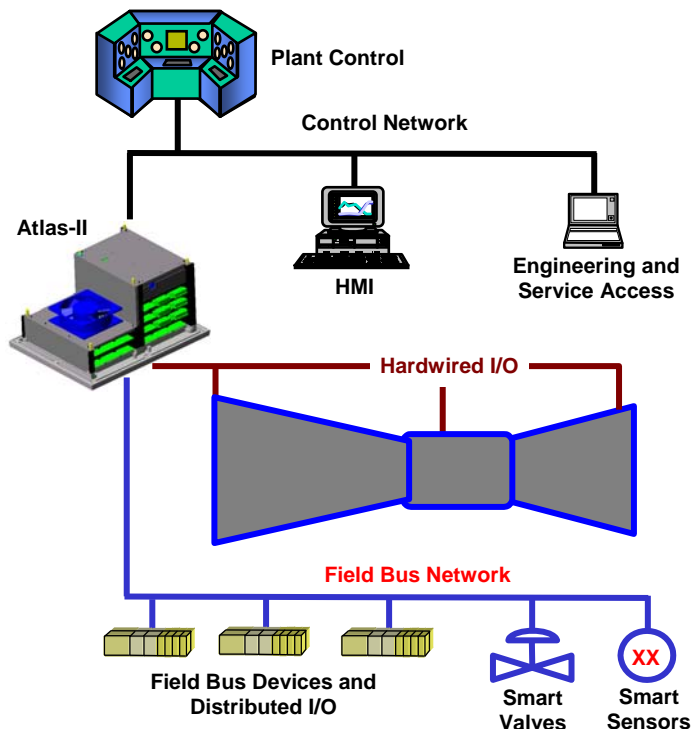 Plant Control
Control Network
Atlas-II
HMI
Engineering and
Service Access
Hardwired I/O
Field Bus Network
Field Bus Devices and
Distributed I/O
Smart
Valves
XX
Smart
Sensors